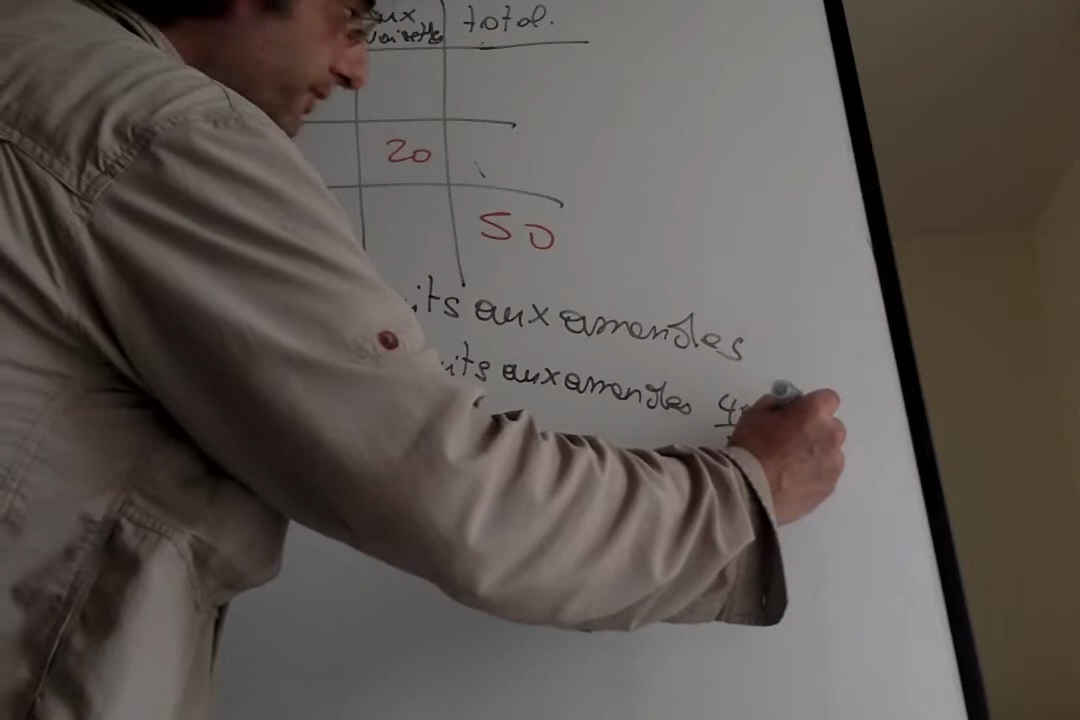 aux total.
noisette
20
50
its aux amandes
its aux amandes 4